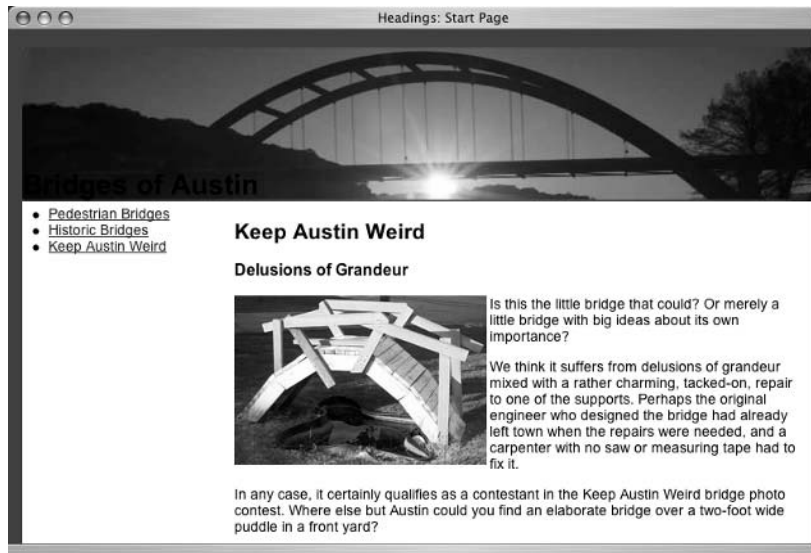 Headings: Start Page
Bridges of Austin
Pedestrian Bridges
Historic Bridges
Keep Austin Weird
Keep Austin Weird
Delusions of Grandeur
Is this the little bridge that could? Or merely a
little bridge with big ideas about its own
importance?
We think it suffers from delusions of grandeur
mixed with a rather charming, tacked-on, repair
to one of the supports. Perhaps the original
engineer who designed the bridge had already
left town when the repairs were needed, and a
carpenter with no saw or measuring tape had to
fix it.
In any case, it certainly qualifies as a contestant in the Keep Austin Weird bridge photo
contest. Where else but Austin could you find an elaborate bridge over a two-foot wide
puddle in a front yard?